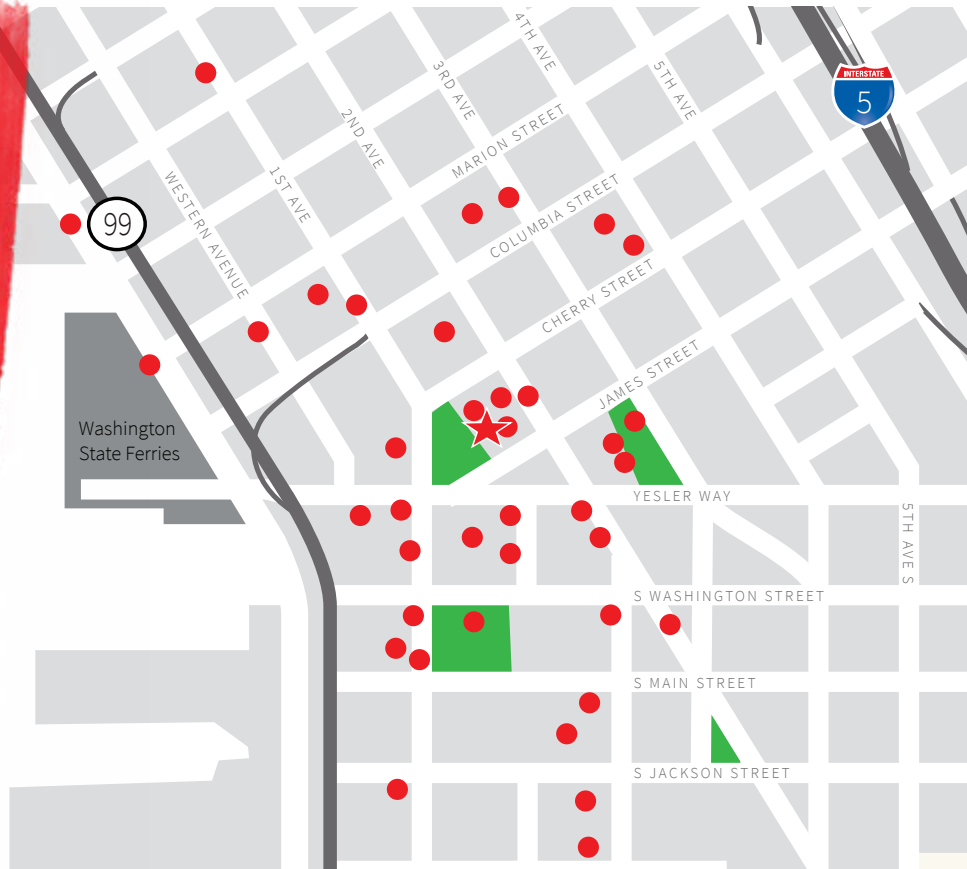 4TH AVE
3RD AVE
5TH AVE
INTERSTATE
5
2ND AVE
MARION STREET
1ST AVE
WESTERN AVENUE
COLUMBIA STREET
99
CHERRY STREET
JAMES STREET
Washington
State Ferries
YESLER WAY
5TH AVE S
S WASHINGTON STREET
S MAIN STREET
S JACKSON STREET